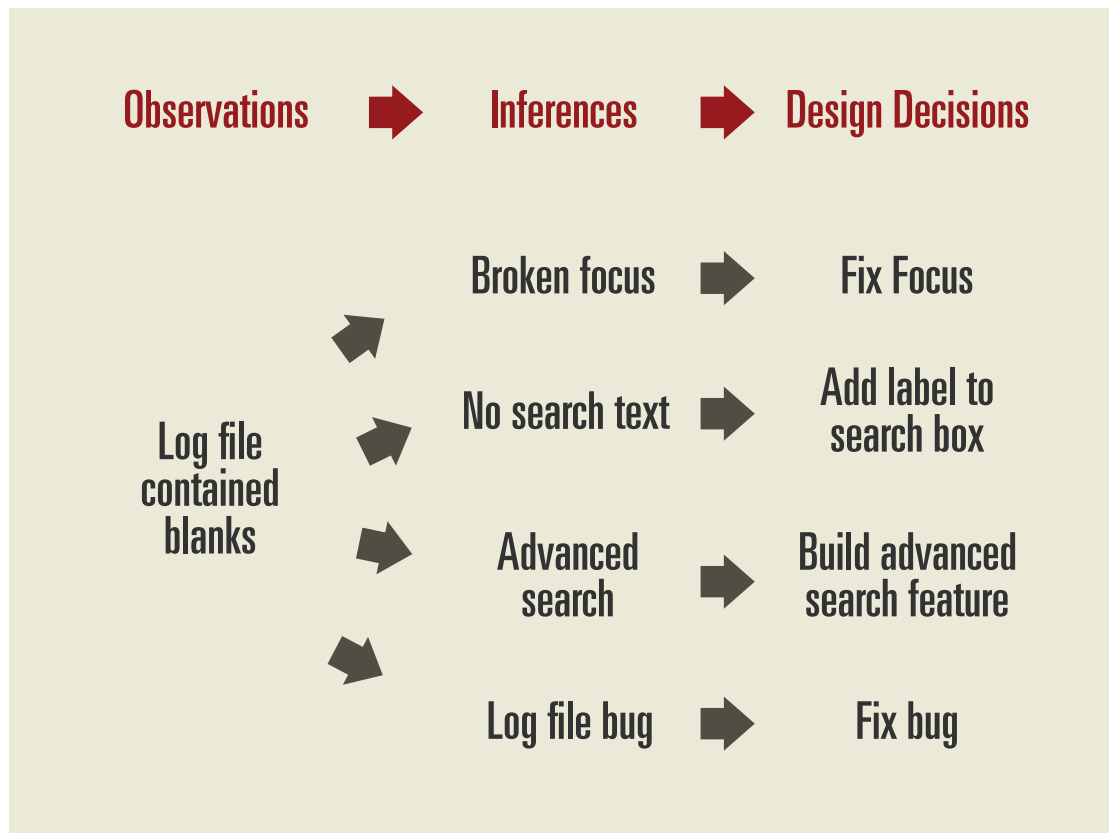 Observations
Inferences
Design Decisions
Broken focus
Fix Focus
No search text
Add label to
search box
Log file
contained
blanks
Advanced
search
Build advanced
search feature
Log file bug
Fix bug